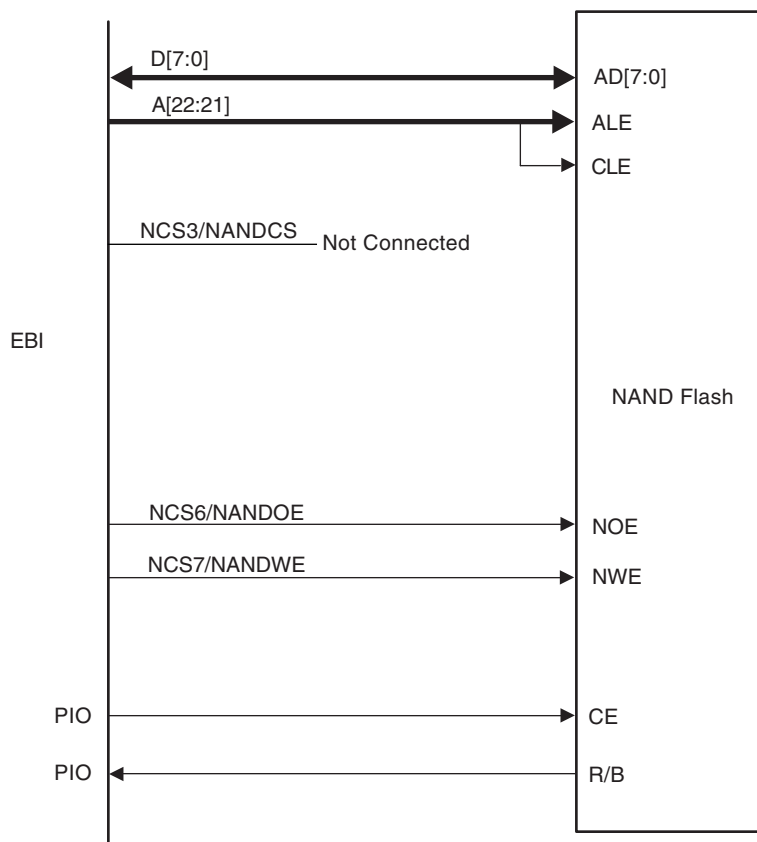 D[7:0]
AD[7:0]
A[22:21]
ALE
CLE
NCS3/NANDCS
Not Connected
EBI
NAND Flash
NCS6/NANDOE
NOE
NCS7/NANDWE
NWE
PIO
CE
PIO
R/B